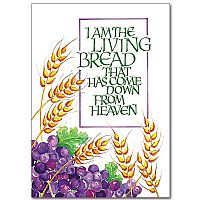 I AM THE
LIVING
BREAD
THAT
HAS COME
DOWN
FROM
HEAVEN